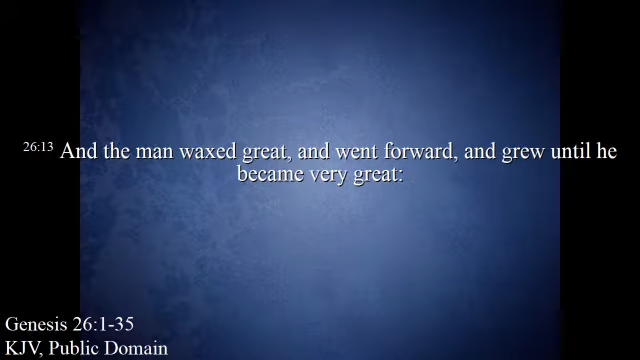 26:13 And the man waxed great, and went forward, and grew until he
became very great:
Genesis 26:1-35
KJV, Public Domain